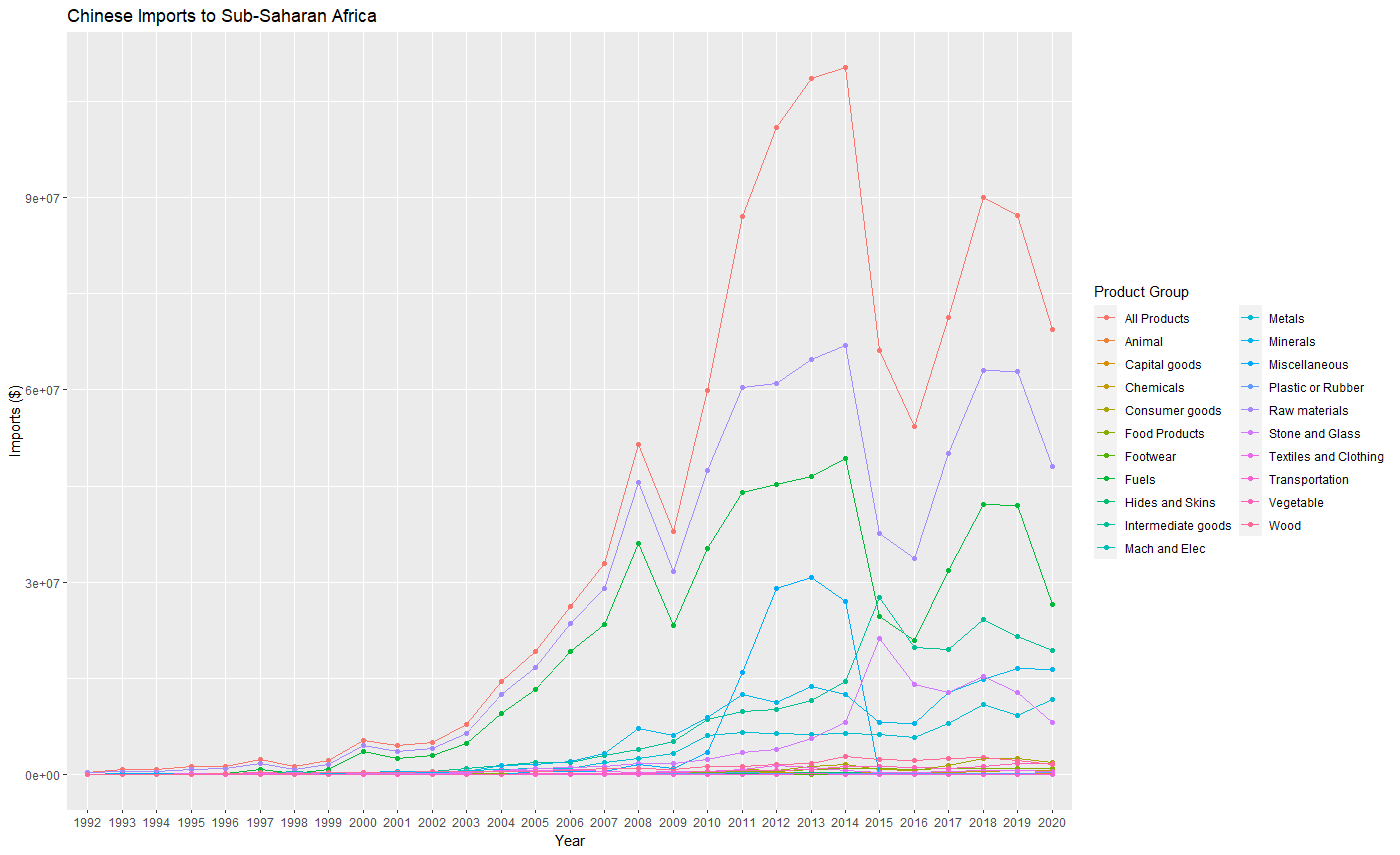 Chinese Imports to Sub-Saharan Africa
9e+07
6e+07
3e+07
0e+00
Imports ($)
1992 1993 1994 1995 1996 1997 1998 1999 2000 2001 2002 2003 2004 2005 2006 2007 2008 2009 2010 2011 2012 2013 2014 2015 2016 2017 2018 2019 2020
Year
Product Group
All Products
Animal
Capital goods
Chemicals
Consumer goods
Food Products
Footwear
Fuels
Hides and Skins
Intermediate goods
Mach and Elec
Metals
Minerals
Miscellaneous
Plastic or Rubber
Raw materials
Stone and Glass
Textiles and Clothing
Transportation
Vegetable
Wood